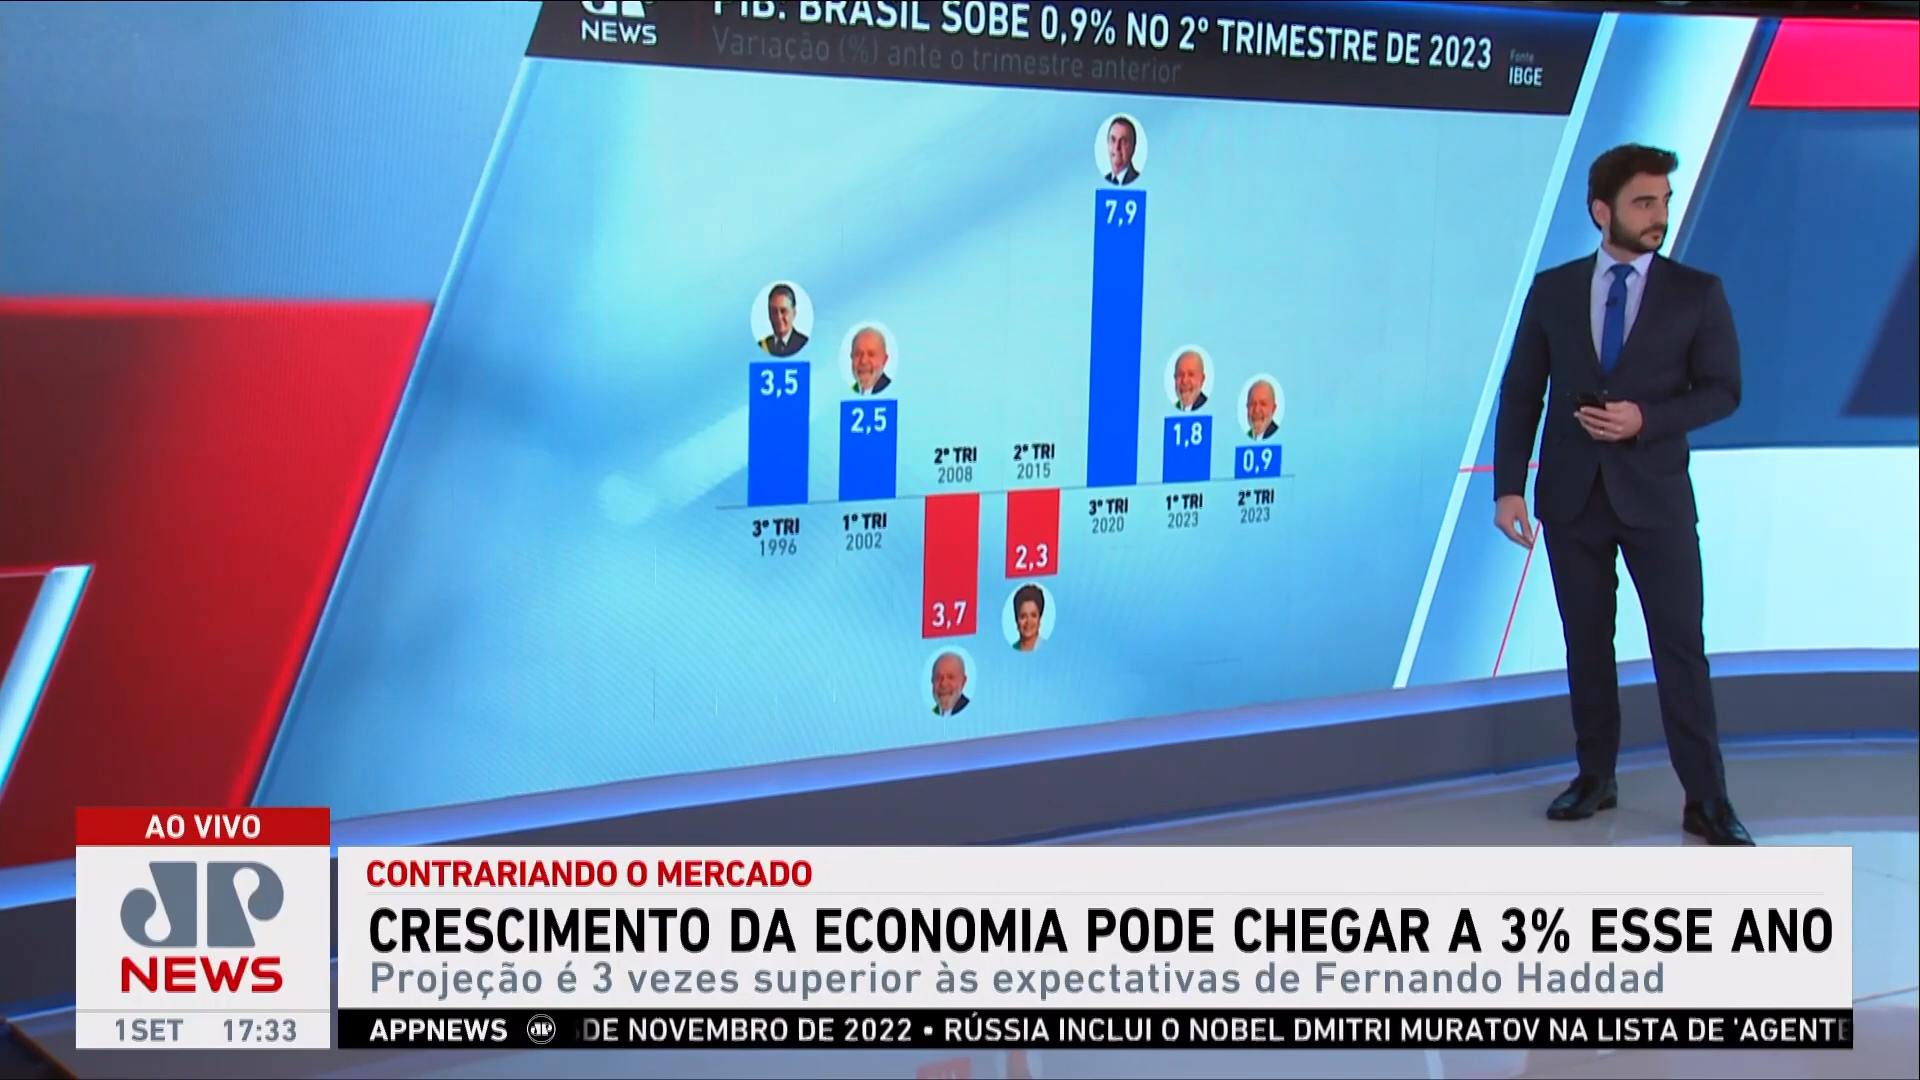 NEWS
PIB: BRASIL SOBE 0,9% NO 2º TRIMESTRE DE 2023
Variação (%) ante o trimestre anterior
Fonte
IBGE
7,9
3,5
2,5
1,8
0,9
2º TRI
2008
2º TRI
2015
3º TRI
1996
1º TRI
2002
3º TRI
2020
1º TRI
2023
2º TRI
2023
3,7
2,3
AO VIVO
JP
NEWS
1SET 17:33
CONTRARIANDO O MERCADO
CRESCIMENTO DA ECONOMIA PODE CHEGAR A 3% ESSE ANO
Projeção é 3 vezes superior às expectativas de Fernando Haddad
APPNEWS JP DE NOVEMBRO DE 2022 • RÚSSIA INCLUI O NOBEL DMITRI MURATOV NA LISTA DE 'AGENTE